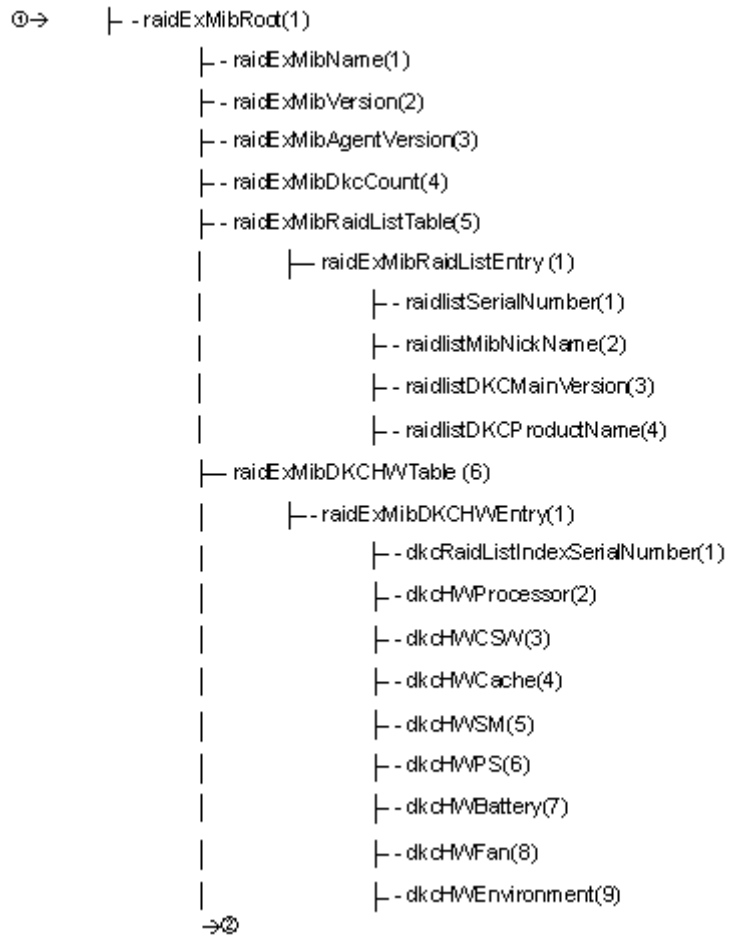 ①→ raidExMibRoot(1)
raidExMibName(1)
raidExMibVersion(2)
raidExMibAgentVersion(3)
raidExMibDkcCount(4)
raidExMibRaidListTable(5)
raidExMibRaidListEntry (1)
raidlistSerialNumber(1)
raidlistMibNickName(2)
raidlistDKCMainVersion(3)
raidlistDKCProductName(4)
raidExMibDKCHWTable (6)
raidExMibDKCHWEntry(1)
dkcRaidListIndexSerialNumber(1)
dkcHWProcessor(2)
dkcHWCSW(3)
dkcHWCache(4)
dkcHWSM(5)
dkcHWPS(6)
dkcHWBattery(7)
dkcHWFan(8)
dkcHWEnvironment(9)
→②